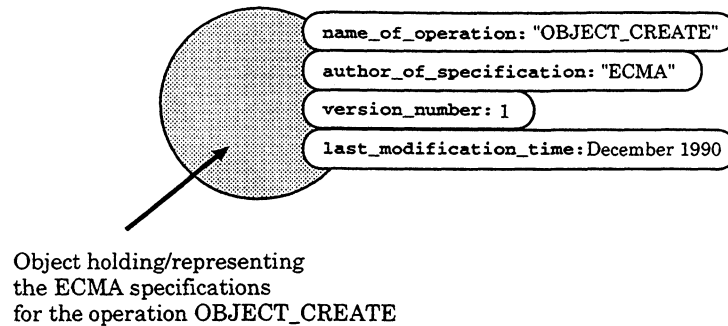 name_of_operation: "OBJECT_CREATE"
author_of_specification: "ECMA"
version_number: 1
last_modification_time: December 1990
Object holding/representing
the ECMA specifications
for the operation OBJECT_CREATE